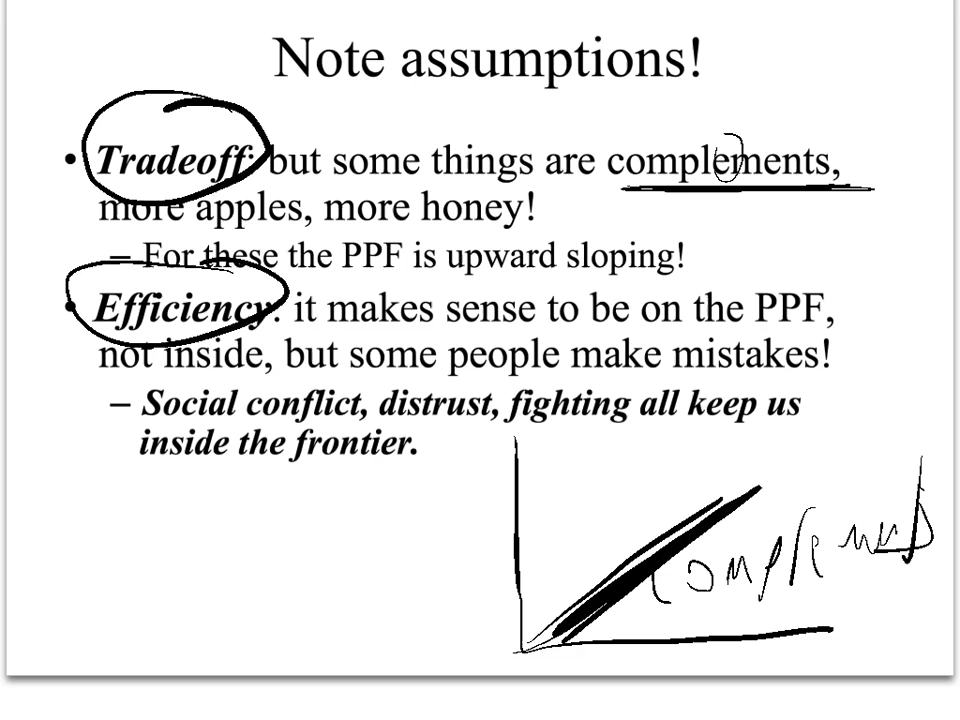 Note assumptions!
• Tradeoff: but some things are complements,
more apples, more honey!
– For these the PPF is upward sloping!
• Efficiency: it makes sense to be on the PPF,
not inside, but some people make mistakes!
– Social conflict, distrust, fighting all keep us
inside the frontier.
complements